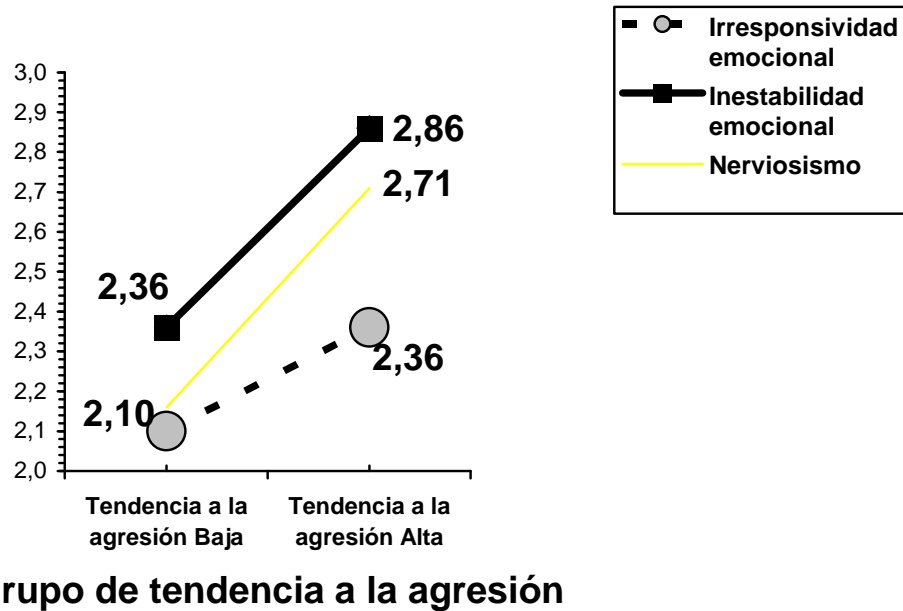 Irresponsividad
emocional
Inestabilidad
emocional
Nerviosismo
3,0
2,9
2,8
2,7
2,6
2,5
2,4
2,3
2,2
2,1
2,0
2,86
2,71
2,36
2,36
2,10
Tendencia a la
agresión Baja
Tendencia a la
agresión Alta
rupo de tendencia a la agresión